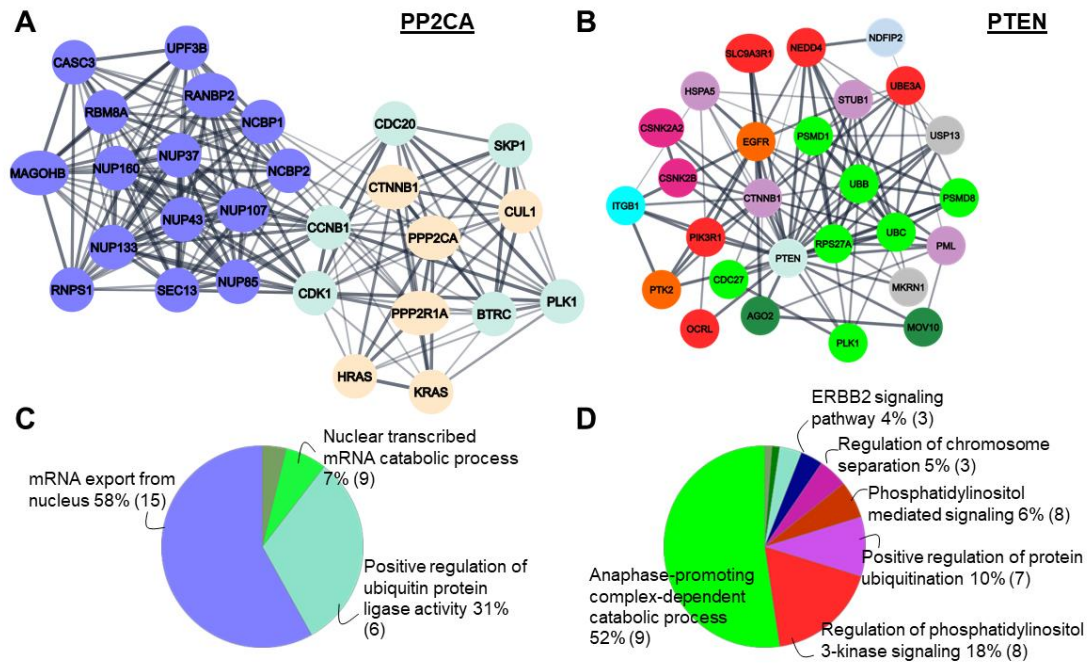 A
PP2CA
UPF3B
CASC3
RANBP2
RBM8A
NCBP1
NUP37
NUP160
NCBP2
MAGOHB
NUP107
NUP43
NUP133
RNPS1
SEC13
NUP85
CDC20
SKP1
CTNNB1
CUL1
CCNB1
PPP2CA
CDK1
PPP2R1A
BTRC
PLK1
HRAS
KRAS
B
PTEN
SLC9A3R1
NEDD4
NDFIP2
HSPA5
STUB1
UBE3A
CSNK2A2
EGFR
PSMD1
USP13
CSNK2B
CTNNB1
UBB
PSMD8
ITGB1
PIK3R1
RPS27A
UBC
PML
PTEN
CDC27
MKRN1
PTK2
AGO2
OCRL
PLK1
MOV10
C
Nuclear transcribed
mRNA catabolic process
7% (9)
mRNA export from
nucleus 58% (15)
Positive regulation of
ubiquitin protein
ligase activity 31%
(6)
D
ERBB2 signaling
pathway 4% (3)
Regulation of chromosome
separation 5% (3)
Phosphatidylinositol
mediated signaling 6% (8)
Positive regulation of protein
ubiquitination 10% (7)
Anaphase-promoting
complex-dependent
catabolic process
52% (9)
Regulation of phosphatidylinositol
3-kinase signaling 18% (8)